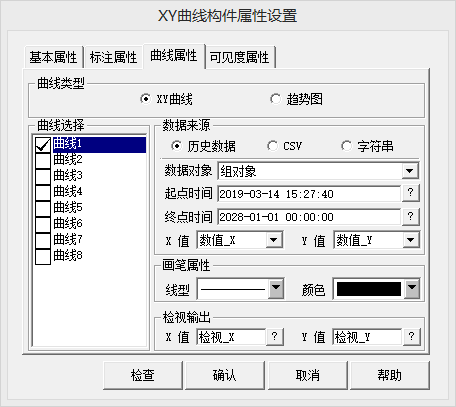 XY曲线构件属性设置
基本属性 标注属性 曲线属性 可见度属性
曲线类型
XY曲线 趋势图
曲线选择
曲线1
曲线2
曲线3
曲线4
曲线5
曲线6
曲线7
曲线8
数据来源
历史数据 CSV 字符串
数据对象 组对象
起点时间 2019-03-14 15:27:40 ?
终点时间 2028-01-01 00:00:00 ?
X 值 数值_X Y 值 数值_Y
画笔属性
线型 颜色
检视输出
X 值 检视_X ? Y 值 检视_Y ?
检查 确认 取消 帮助